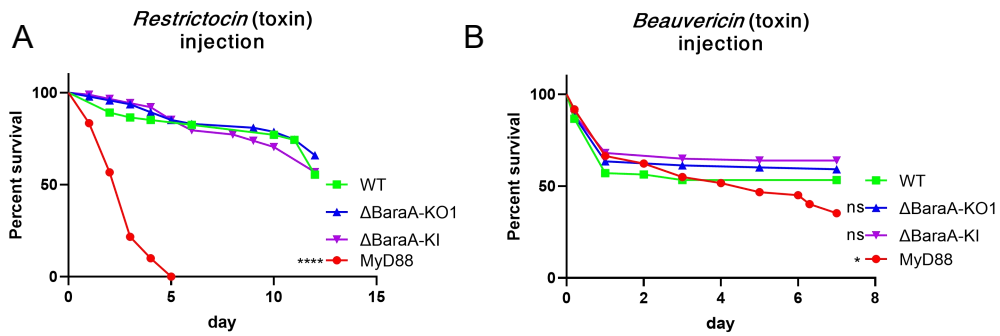 A
Restrictocin (toxin)
injection
Percent survival
100
50
0
0 5 10 15
day
WT
ΔBaraA-KO1
ΔBaraA-KI
**** MyD88
B
Beauvericin (toxin)
injection
Percent survival
100
50
0
0 2 4 6 8
day
WT
ns ΔBaraA-KO1
ns ΔBaraA-KI
* MyD88